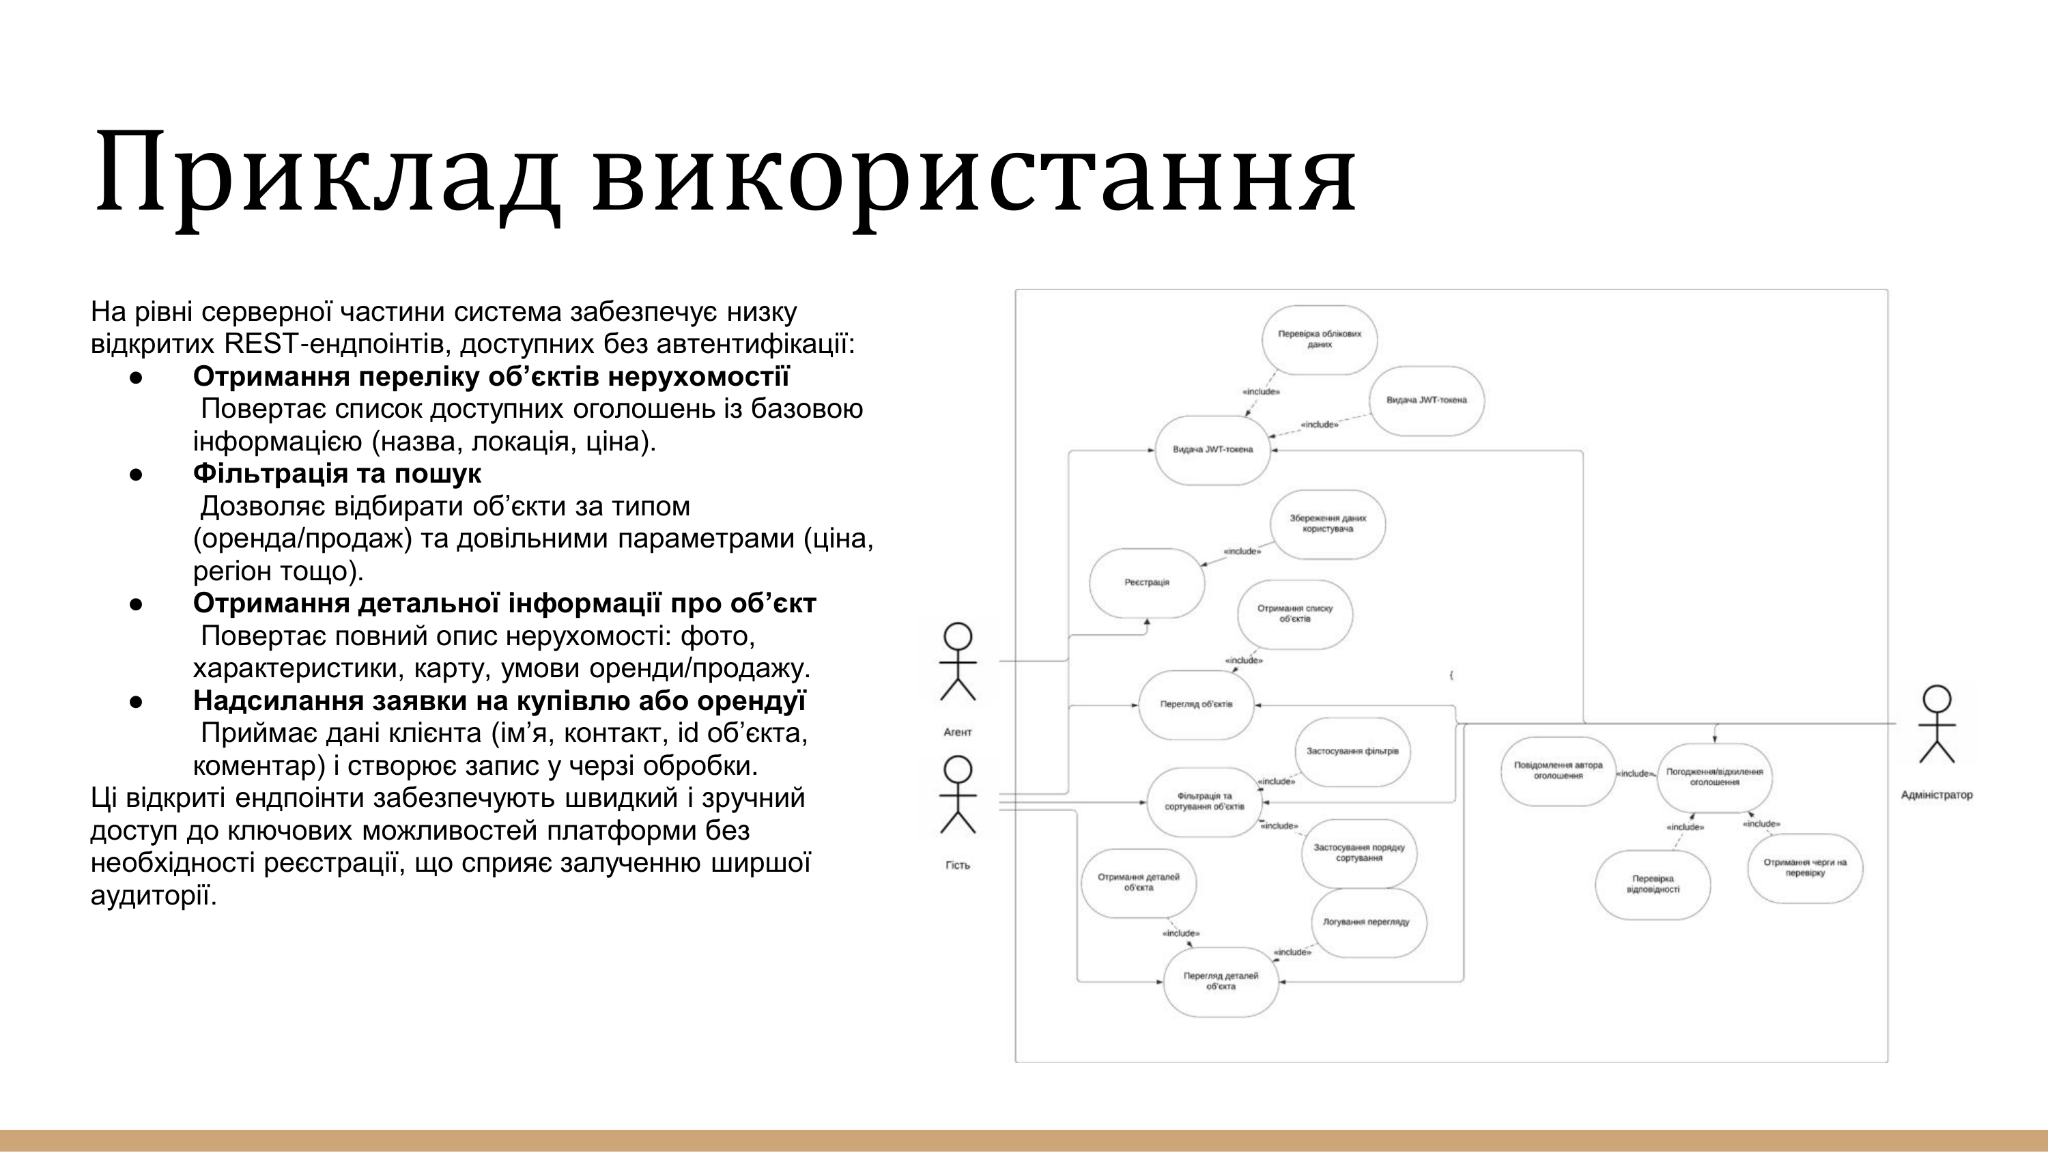 Приклад використання
На рівні серверної частини система забезпечує низку
відкритих REST-ендпоінтів, доступних без автентифікації:
● Отримання переліку об’єктів нерухомостії
Повертає список доступних оголошень із базовою
інформацією (назва, локація, ціна).
● Фільтрація та пошук
Дозволяє відбирати об’єкти за типом
(оренда/продаж) та довільними параметрами (ціна,
регіон тощо).
● Отримання детальної інформації про об’єкт
Повертає повний опис нерухомості: фото,
характеристики, карту, умови оренди/продажу.
● Надсилання заявки на купівлю або орендуї
Приймає дані клієнта (ім’я, контакт, id об’єкта,
коментар) і створює запис у черзі обробки.
Ці відкриті ендпоінти забезпечують швидкий і зручний
доступ до ключових можливостей платформи без
необхідності реєстрації, що сприяє залученню ширшої
аудиторії.
Перевірка облікових
даних
«include»
Видача JWT-токена
«include»
Видача JWT-токена
Збереження даних
користувача
«include»
Реєстрація
Отримання списку
об'єктів
«include»
{
Перегляд об'єктів
Агент
Застосування фільтрів
«include»
Фільтрація та
сортування об'єктів
«include»
Застосування порядку
сортування
Гість
Отримання деталей
об'єкта
Логування перегляду
«include»
«include»
Перегляд деталей
об'єкта
Повідомлення автора
оголошення
«include»
Погодження/відхилення
оголошення
Адміністратор
«include»
«include»
Перевірка
відповідності
Отримання черги на
перевірку